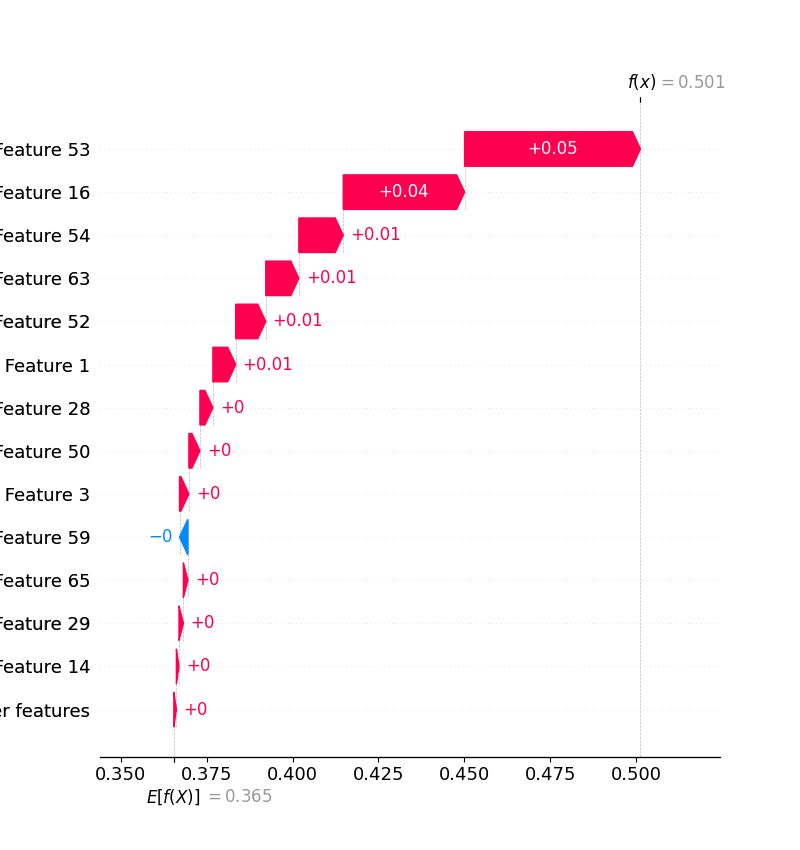 f(x) = 0.501
Feature 53 +0.05
Feature 16 +0.04
Feature 54 +0.01
Feature 63 +0.01
Feature 52 +0.01
Feature 1 +0.01
Feature 28 +0
Feature 50 +0
Feature 3 +0
Feature 59 −0
Feature 65 +0
Feature 29 +0
Feature 14 +0
features +0
0.350 0.375 0.400 0.425 0.450 0.475 0.500
E[f(X)] = 0.365